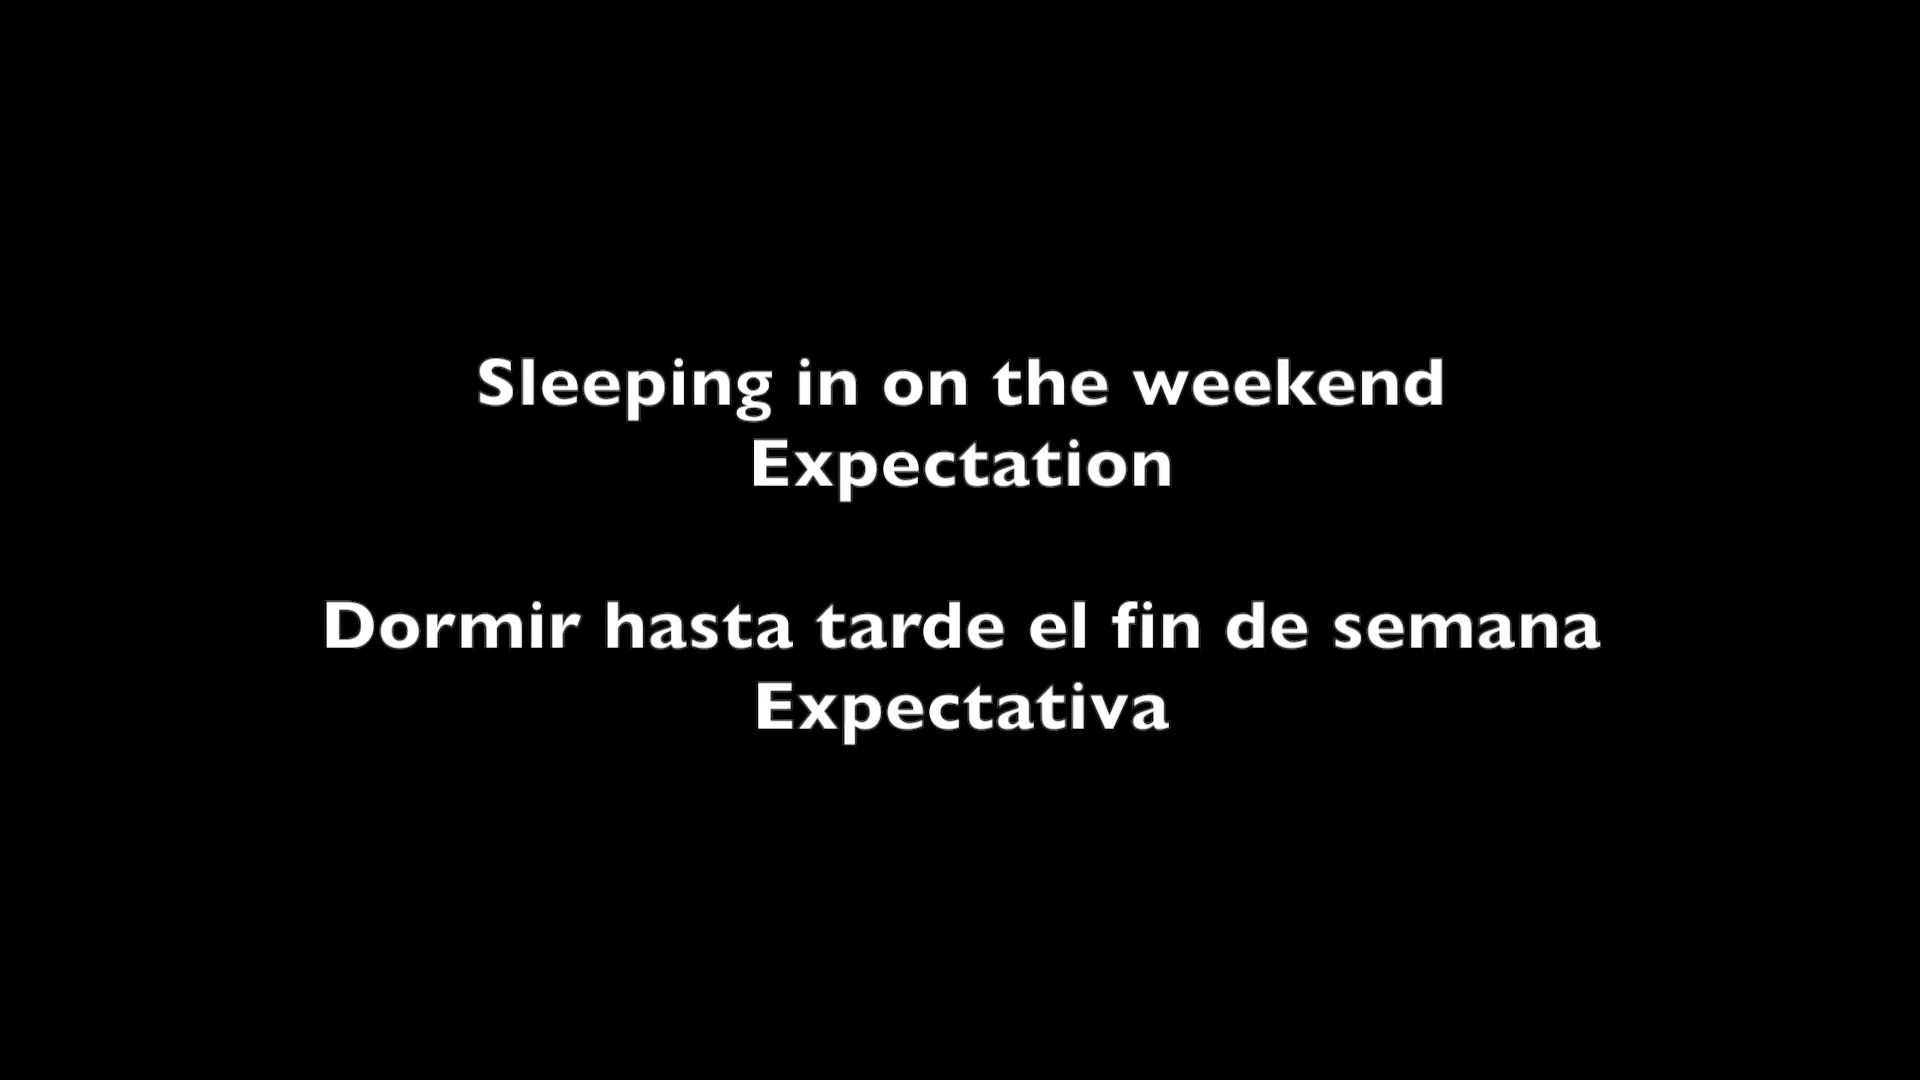 Sleeping in on the weekend
Expectation
Dormir hasta tarde el fin de semana
Expectativa